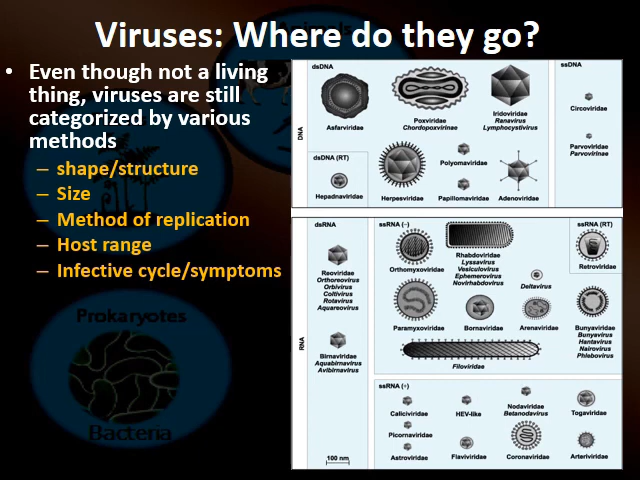 Viruses: Where do they go?
• Even though not a living
thing, viruses are still
categorized by various
methods
– shape/structure
– Size
– Method of replication
– Host range
– Infective cycle/symptoms
Prokaryotes
Bacteria
DNA
dsDNA
Asfarviridae
Poxviridae
Chordopoxvirinae
Iridoviridae
Ranavirus
Lymphocystivirus
dsDNA (RT)
Hepadnaviridae
Herpesviridae
Polyomaviridae
Papillomaviridae
Adenoviridae
ssDNA
Circoviridae
Parvoviridae
Parvovirinae
RNA
dsRNA
Reoviridae
Orthoreovirus
Orbivirus
Coltivirus
Rotavirus
Aquareovirus
Birnaviridae
Aquabirnavirus
Avibirnavirus
100 nm
ssRNA (-)
Orthomyxoviridae
Rhabdoviridae
Lyssavirus
Vesiculovirus
Ephemerovirus
Novirhabdovirus
Deltavirus
ssRNA (RT)
Retroviridae
Paramyxoviridae
Bornaviridae
Arenaviridae
Bunyaviridae
Bunyavirus
Hantavirus
Nairovirus
Phlebovirus
Filoviridae
ssRNA (+)
Caliciviridae
HEV-like
Nodaviridae
Betanodavirus
Togaviridae
Picornaviridae
Astroviridae
Flaviviridae
Coronaviridae
Arteriviridae